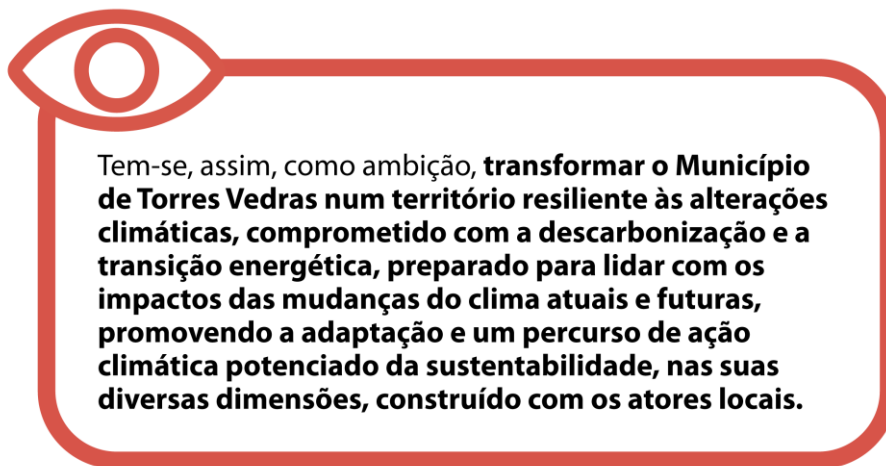 Tem-se, assim, como ambição, transformar o Município
de Torres Vedras num território resiliente às alterações
climáticas, comprometido com a descarbonização e a
transição energética, preparado para lidar com os
impactos das mudanças do clima atuais e futuras,
promovendo a adaptação e um percurso de ação
climática potenciado da sustentabilidade, nas suas
diversas dimensões, construído com os atores locais.